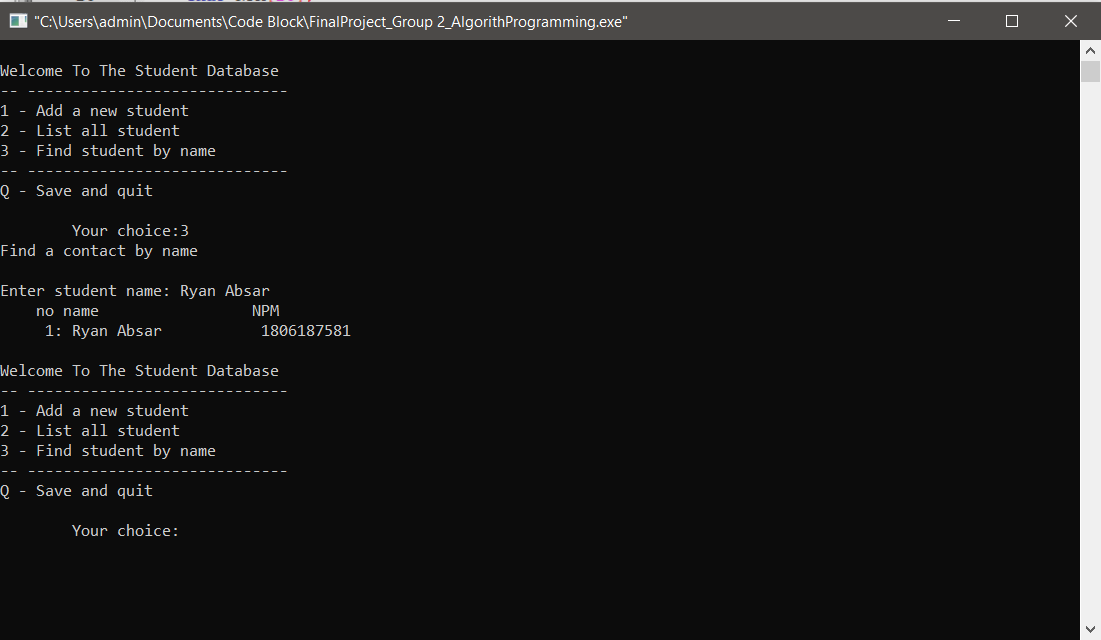 "C:\Users\admin\Documents\Code Block\FinalProject_Group 2_AlgorithProgramming.exe"
Welcome To The Student Database
-- -----------------------------
1 - Add a new student
2 - List all student
3 - Find student by name
-- -----------------------------
Q - Save and quit
Your choice:3
Find a contact by name
Enter student name: Ryan Absar
no name NPM
1: Ryan Absar 1806187581
Welcome To The Student Database
-- -----------------------------
1 - Add a new student
2 - List all student
3 - Find student by name
-- -----------------------------
Q - Save and quit
Your choice: